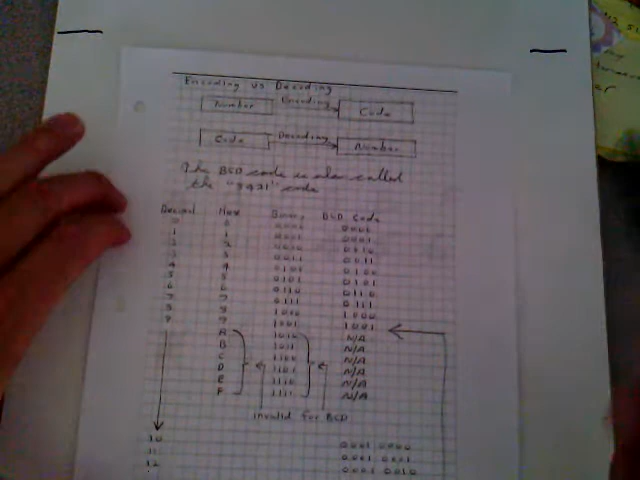 Encoding vs Decoding
Number Encoding Code
Code Decoding Number
The BSD code is also called
the "8421" code
Decimal Hex Binary BSD Code
0 0 0000 0000
1 1 0001 0001
2 2 0010 0010
3 3 0011 0011
4 4 0100 0100
5 5 0101 0101
6 6 0110 0110
7 7 0111 0111
8 8 1000 1000
9 9 1001 1001
A 1010 N/A
B 1011 N/A
C 1100 N/A
D 1101 N/A
E 1110 N/A
F 1111 N/A
invalid for BSD
10 0001 0000
11 0001 0001
12 0001 0010